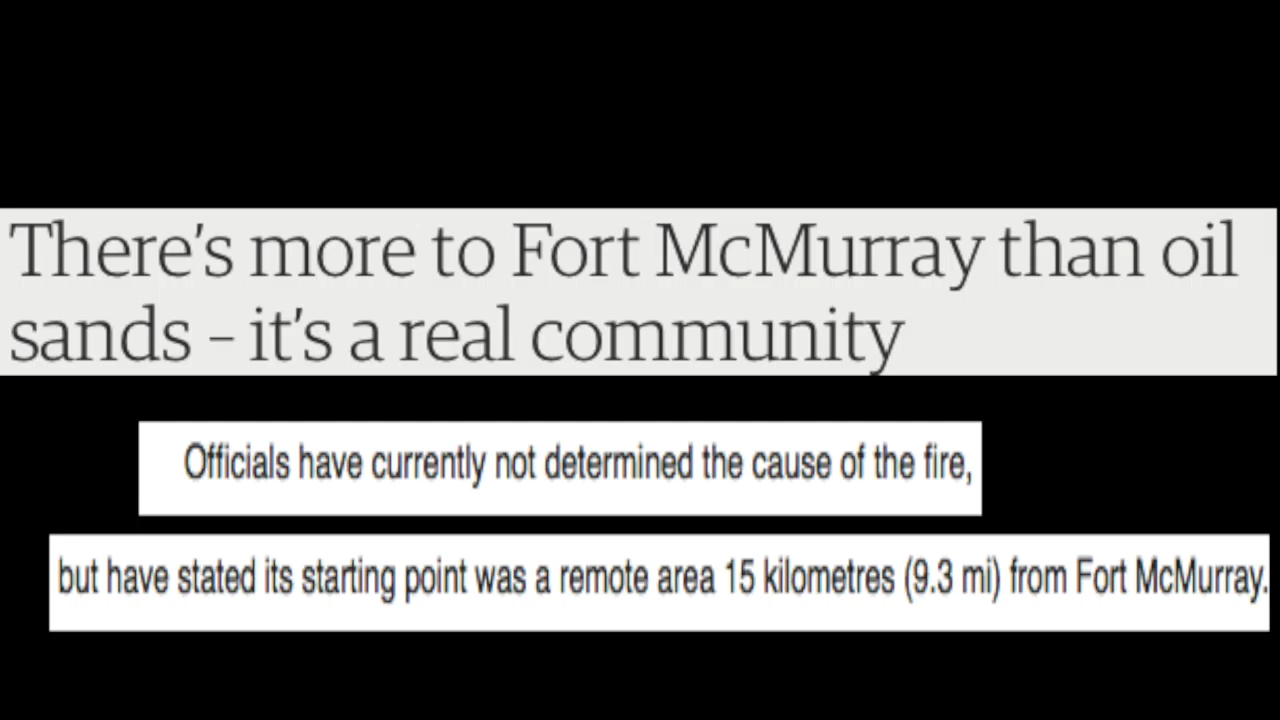 There’s more to Fort McMurray than oil
sands – it’s a real community
Officials have currently not determined the cause of the fire,
but have stated its starting point was a remote area 15 kilometres (9.3 mi) from Fort McMurray.